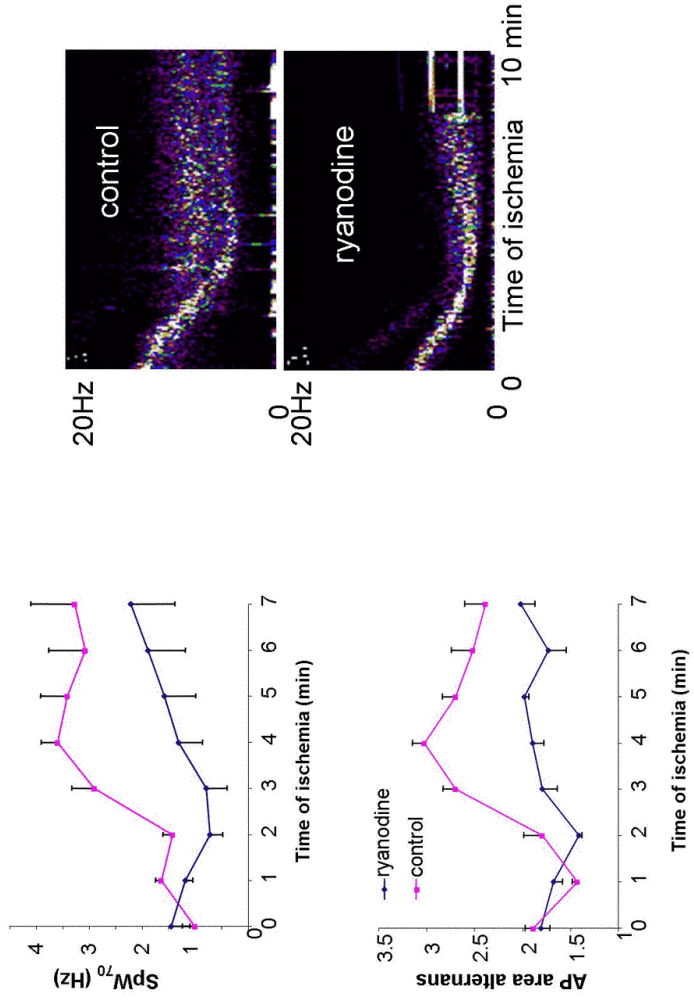 4
3
2
1
0
SpW70 (Hz)
0 1 2 3 4 5 6 7
Time of ischemia (min)
20Hz
control
0
20Hz
ryanodine
0
0 Time of ischemia 10 min
3.5
3
2.5
2
1.5
1
AP area alternans
ryanodine
control
0 1 2 3 4 5 6 7
Time of ischemia (min)